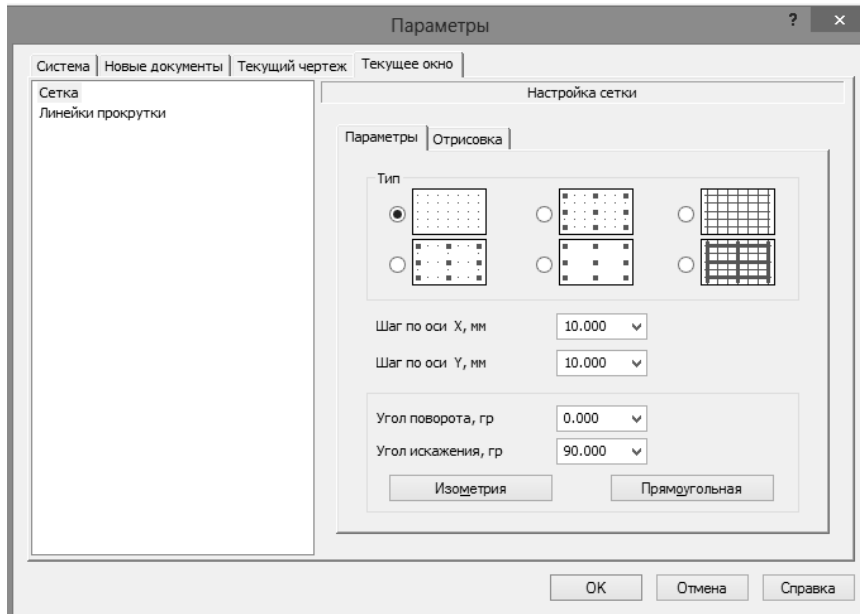 Параметры
? ×
Система Новые документы Текущий чертеж Текущее окно
Сетка
Линейки прокрутки
Настройка сетки
Параметры Отрисовка
Тип
Шаг по оси X, мм 10.000
Шаг по оси Y, мм 10.000
Угол поворота, гр 0.000
Угол искажения, гр 90.000
Изометрия Прямоугольная
OK Отмена Справка